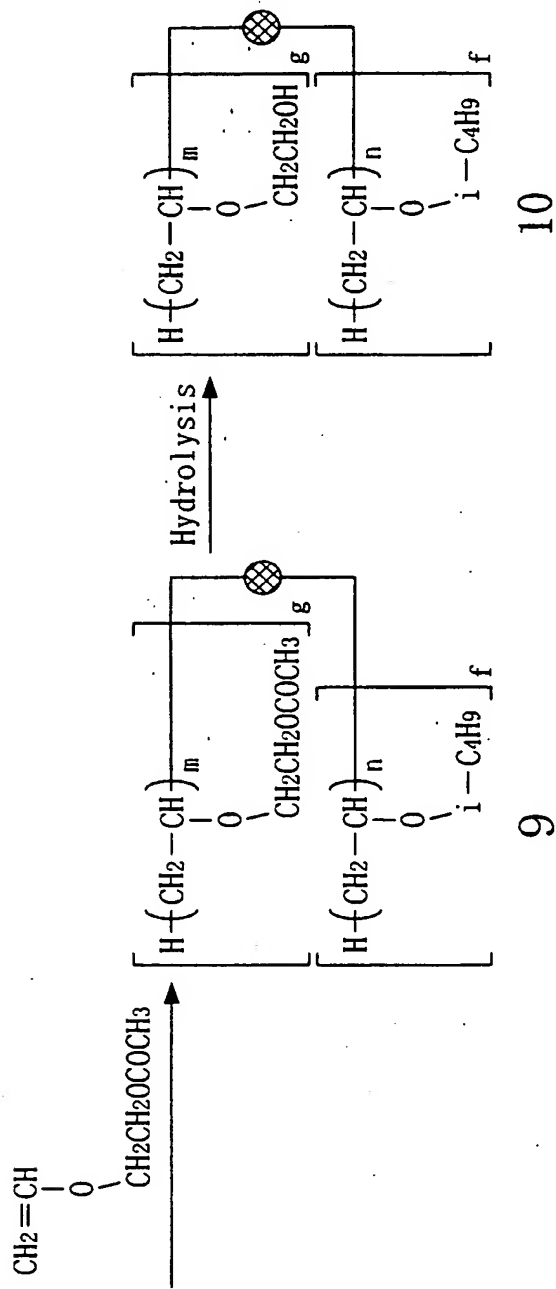 CH2=CH
O
CH2CH2OCOCH3
H ( CH2 — CH ) m
O
CH2CH2OCOCH3
g
H ( CH2 — CH ) n
O
i — C4H9
f
9
Hydrolysis
H ( CH2 — CH ) m
O
CH2CH2OH
g
H ( CH2 — CH ) n
O
i — C4H9
f
10